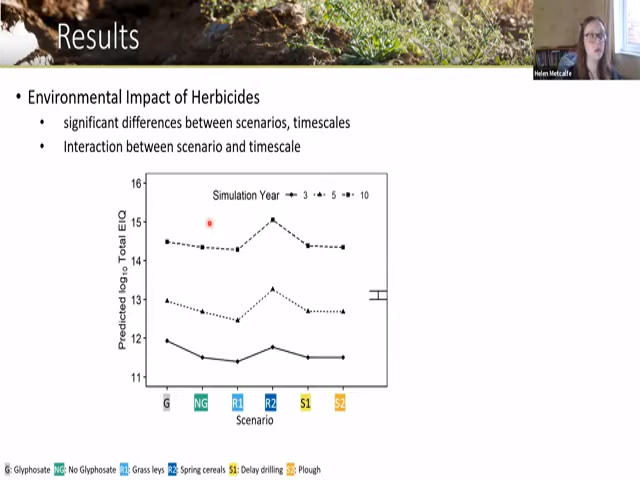 Results
Helen Metcalfe
• Environmental Impact of Herbicides
• significant differences between scenarios, timescales
• Interaction between scenario and timescale
Simulation Year 3 5 10
Predicted log10 Total EIQ
16
15
14
13
12
11
G NG R1 R2 S1 S2
Scenario
G: Glyphosate NG: No Glyphosate R1: Grass leys R2: Spring cereals S1: Delay drilling S2: Plough